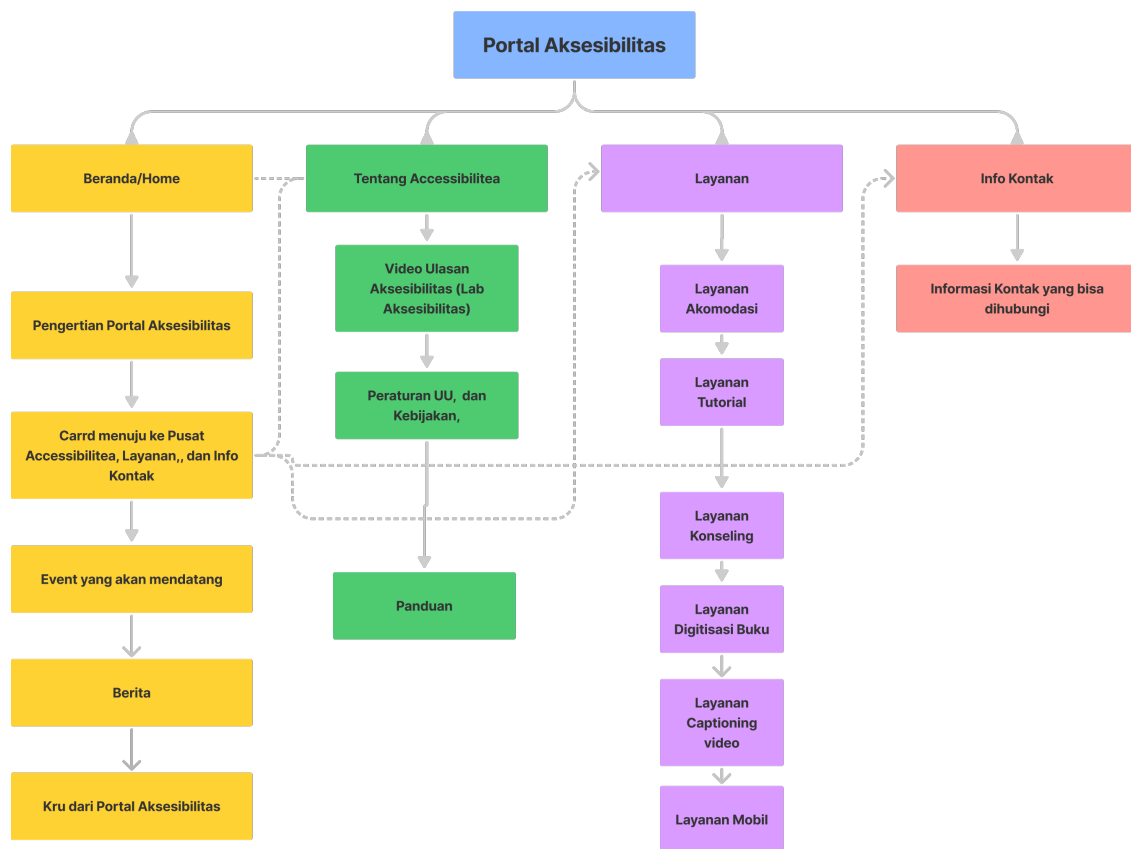 Portal Aksesibilitas
Beranda/Home
Tentang Accessibilitea
Layanan
Info Kontak
Pengertian Portal Aksesibilitas
Carrd menuju ke Pusat
Accessibilitea, Layanan,, dan Info
Kontak
Event yang akan mendatang
Berita
Kru dari Portal Aksesibilitas
Video Ulasan
Aksesibilitas (Lab
Aksesibilitas)
Peraturan UU,  dan
Kebijakan,
Panduan
Layanan
Akomodasi
Layanan
Tutorial
Layanan
Konseling
Layanan
Digitisasi Buku
Layanan
Captioning
video
Layanan Mobil
Informasi Kontak yang bisa
dihubungi